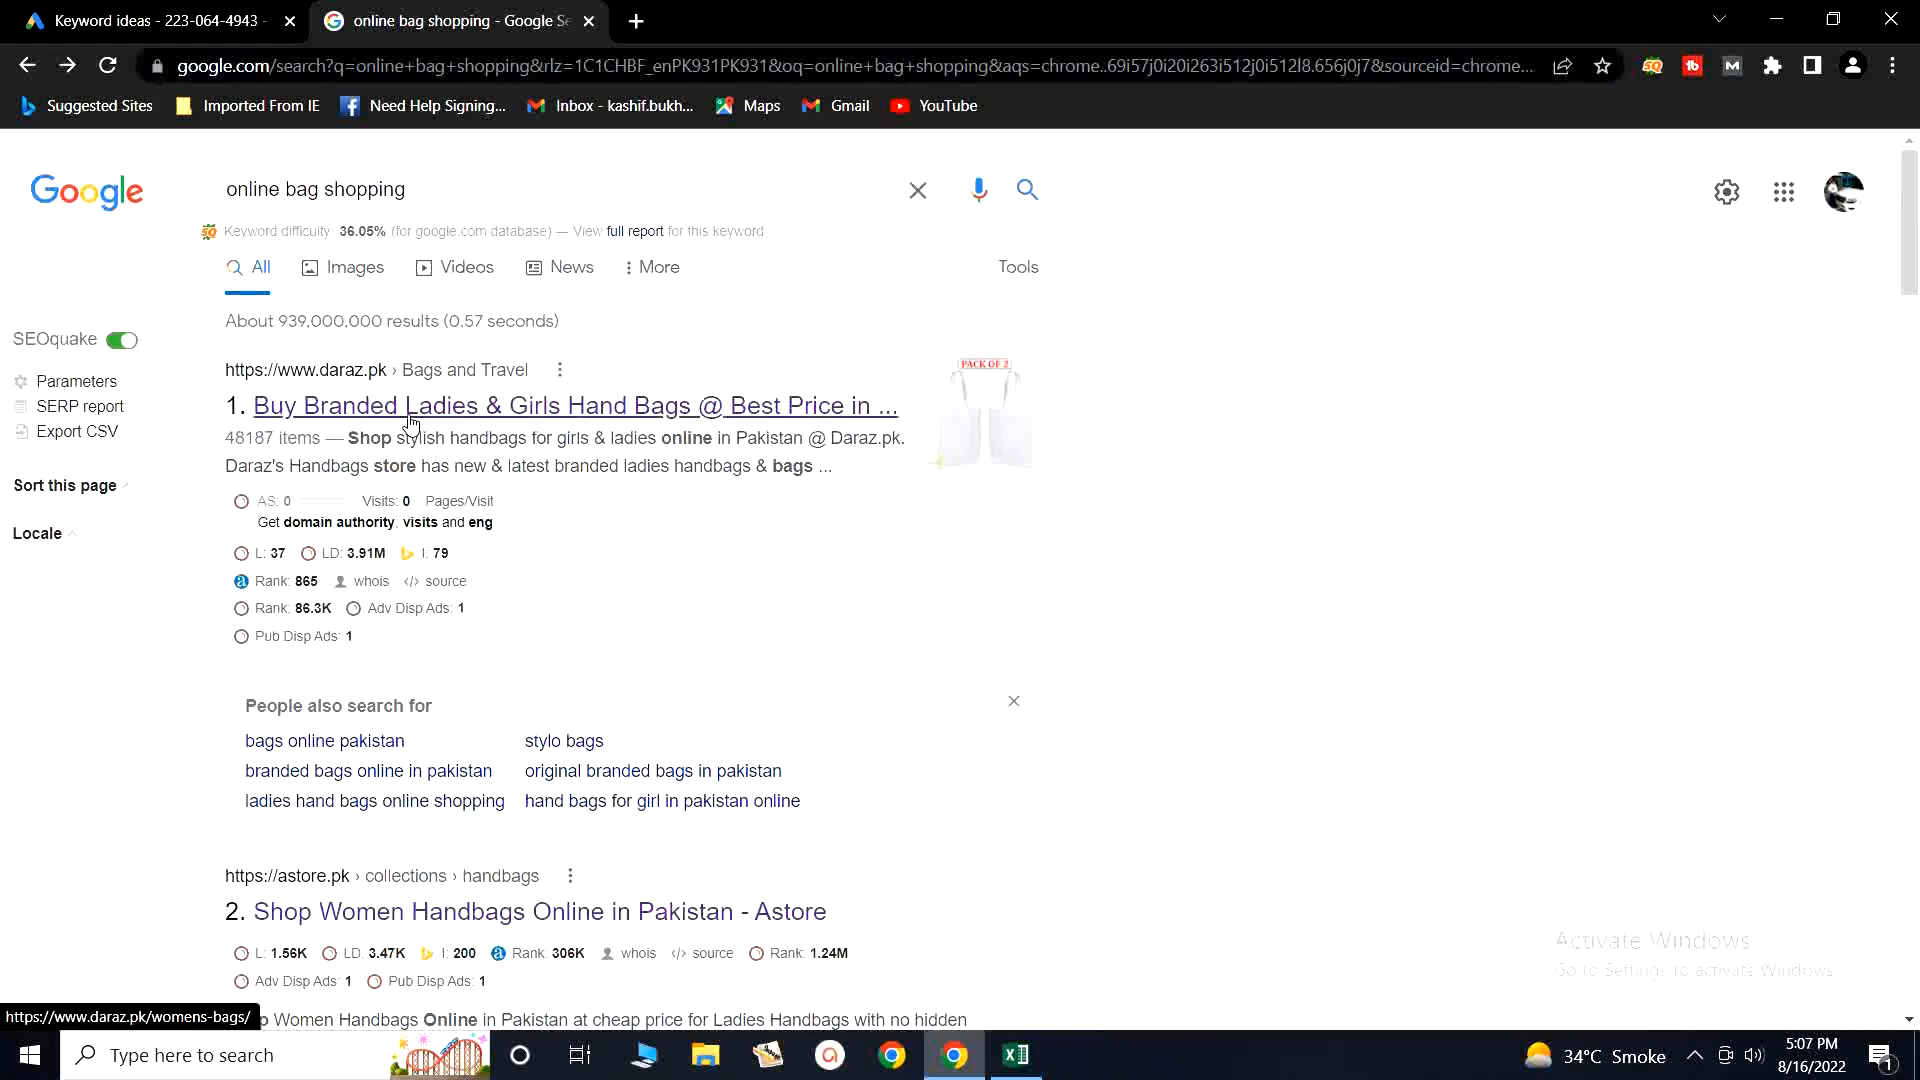 Keyword ideas - 223-064-4943 -
online bag shopping - Google Se
google.com/search?q=online+bag+shopping&rlz=1C1CHBF_enPK931PK931&oq=online+bag+shopping&aqs=chrome..69i57j0i20i263i512j0i512l8.656j0j7&sourceid=chrome...
Suggested Sites
Imported From IE
Need Help Signing...
Inbox - kashif.bukh...
Maps
Gmail
YouTube
Google
online bag shopping
Keyword difficulty 36.05% (for google.com database) — View full report for this keyword
All
Images
Videos
News
More
Tools
About 939,000,000 results (0.57 seconds)
SEOquake
Parameters
SERP report
Export CSV
Sort this page
Locale
https://www.daraz.pk › Bags and Travel
1. Buy Branded Ladies & Girls Hand Bags @ Best Price in ...
48187 items — Shop stylish handbags for girls & ladies online in Pakistan @ Daraz.pk.
Daraz's Handbags store has new & latest branded ladies handbags & bags ...
PACK OF 2
AS: 0 Visits: 0 Pages/Visit
Get domain authority, visits and eng
L: 37 LD: 3.91M I: 79
Rank: 865 whois source
Rank: 86.3K Adv Disp Ads: 1
Pub Disp Ads: 1
People also search for
bags online pakistan
stylo bags
branded bags online in pakistan
original branded bags in pakistan
ladies hand bags online shopping
hand bags for girl in pakistan online
https://astore.pk › collections › handbags
2. Shop Women Handbags Online in Pakistan - Astore
L: 1.56K LD: 3.47K I: 200 Rank: 306K whois source Rank: 1.24M
Adv Disp Ads: 1 Pub Disp Ads: 1
p Women Handbags Online in Pakistan at cheap price for Ladies Handbags with no hidden
https://www.daraz.pk/womens-bags/
Activate Windows
Go to Settings to activate Windows
Type here to search
34°C Smoke
5:07 PM
8/16/2022
1